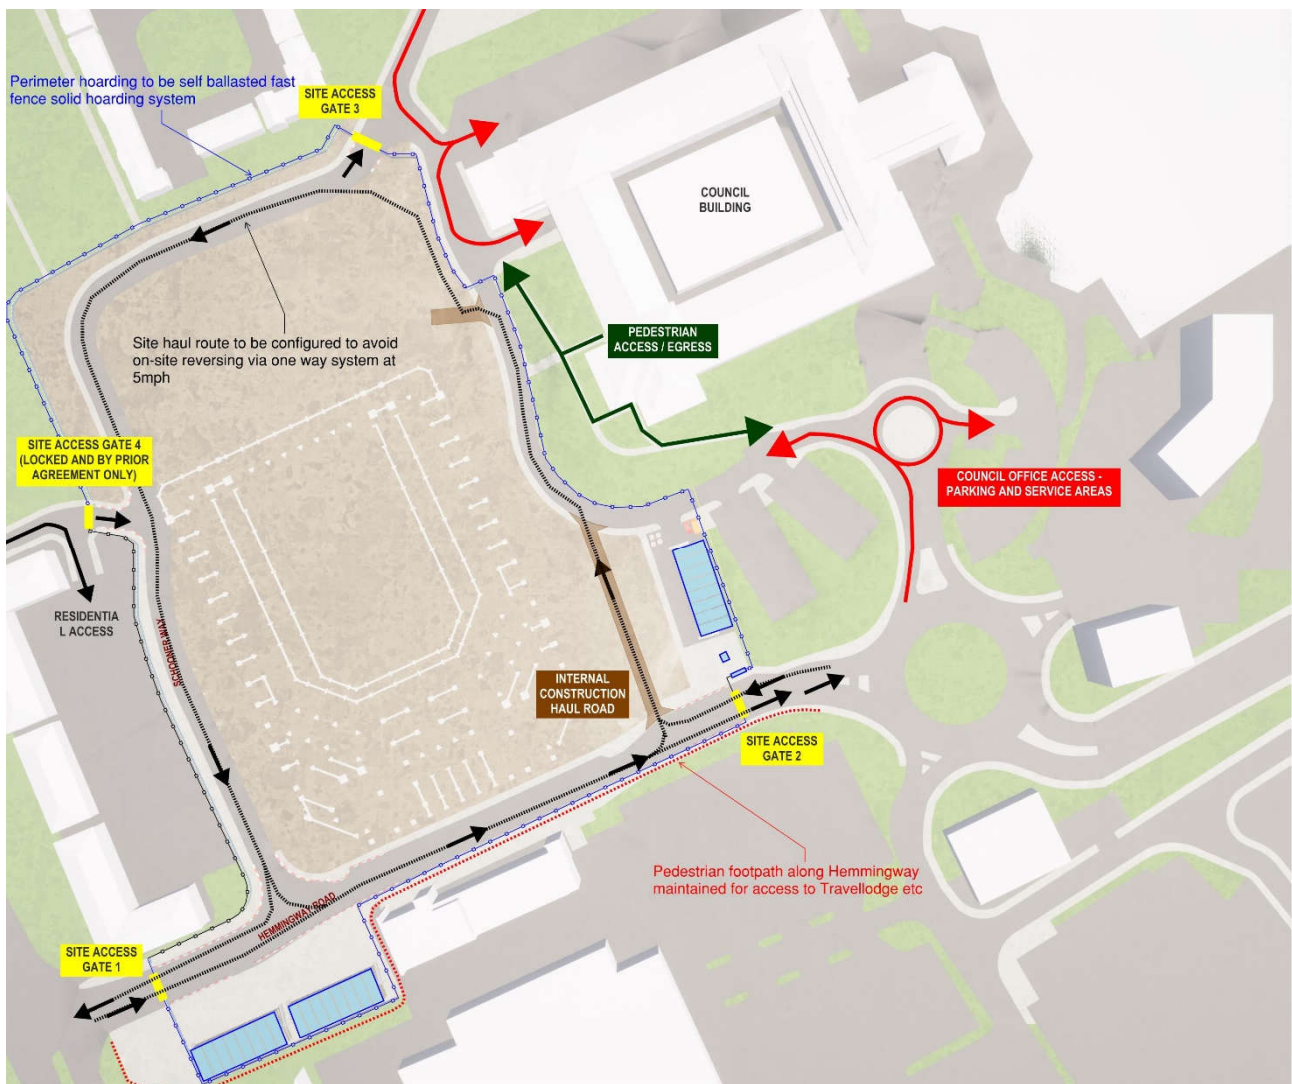 Perimeter hoarding to be self ballasted fast
fence solid hoarding system
SITE ACCESS
GATE 3
COUNCIL
BUILDING
PEDESTRIAN
ACCESS / EGRESS
Site haul route to be configured to avoid
on-site reversing via one way system at
5mph
SITE ACCESS GATE 4
(LOCKED AND BY PRIOR
AGREEMENT ONLY)
COUNCIL OFFICE ACCESS -
PARKING AND SERVICE AREAS
RESIDENTIA
L ACCESS
SCHOONER WAY
INTERNAL
CONSTRUCTION
HAUL ROAD
SITE ACCESS
GATE 2
Pedestrian footpath along Hemmingway
maintained for access to Travellodge etc
HEMMINGWAY ROAD
SITE ACCESS
GATE 1